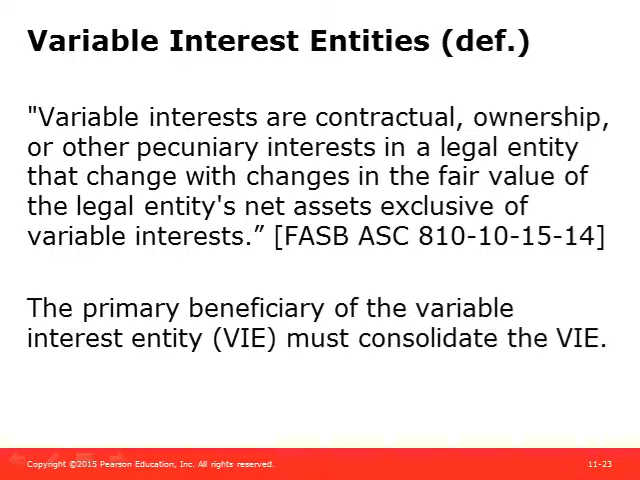 Variable Interest Entities (def.)
"Variable interests are contractual, ownership,
or other pecuniary interests in a legal entity
that change with changes in the fair value of
the legal entity's net assets exclusive of
variable interests.” [FASB ASC 810-10-15-14]
The primary beneficiary of the variable
interest entity (VIE) must consolidate the VIE.
Copyright ©2015 Pearson Education, Inc. All rights reserved.
11-23